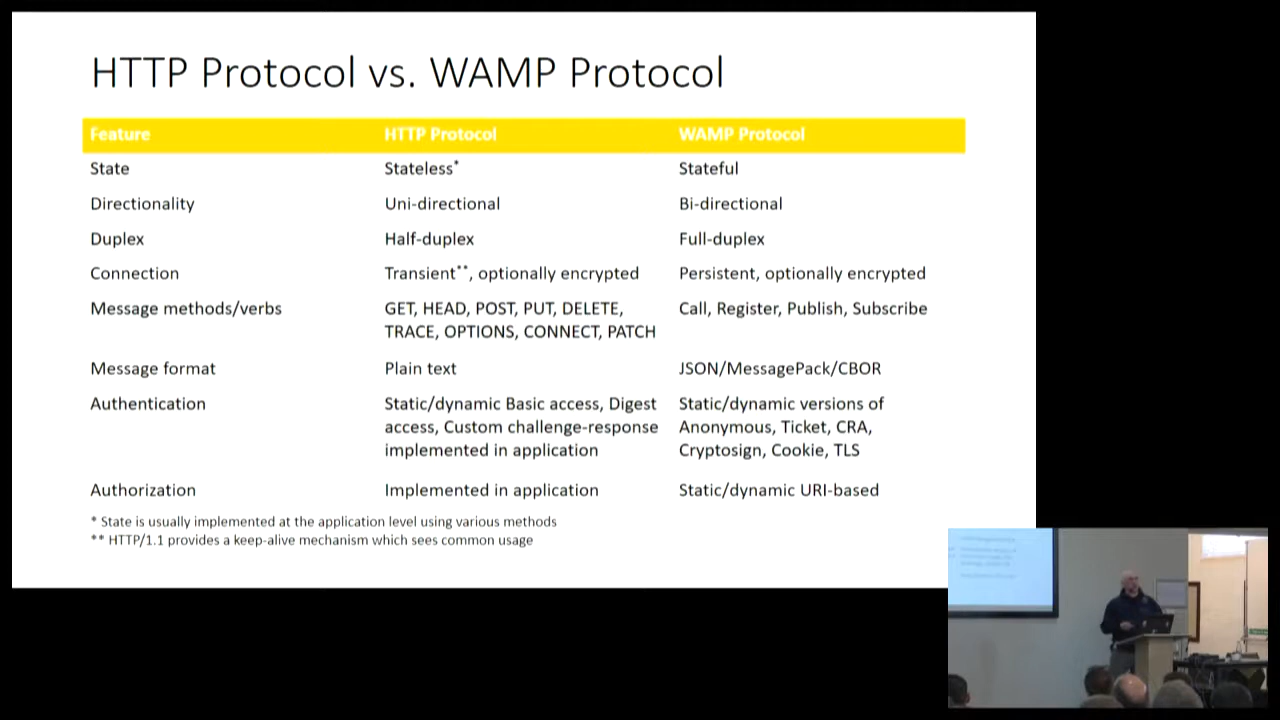 HTTP Protocol vs. WAMP Protocol
Feature HTTP Protocol WAMP Protocol
State Stateless* Stateful
Directionality Uni-directional Bi-directional
Duplex Half-duplex Full-duplex
Connection Transient**, optionally encrypted Persistent, optionally encrypted
Message methods/verbs GET, HEAD, POST, PUT, DELETE, Call, Register, Publish, Subscribe
TRACE, OPTIONS, CONNECT, PATCH
Message format Plain text JSON/MessagePack/CBOR
Authentication Static/dynamic Basic access, Digest Static/dynamic versions of
access, Custom challenge-response Anonymous, Ticket, CRA,
implemented in application Cryptosign, Cookie, TLS
Authorization Implemented in application Static/dynamic URI-based
* State is usually implemented at the application level using various methods
** HTTP/1.1 provides a keep-alive mechanism which sees common usage